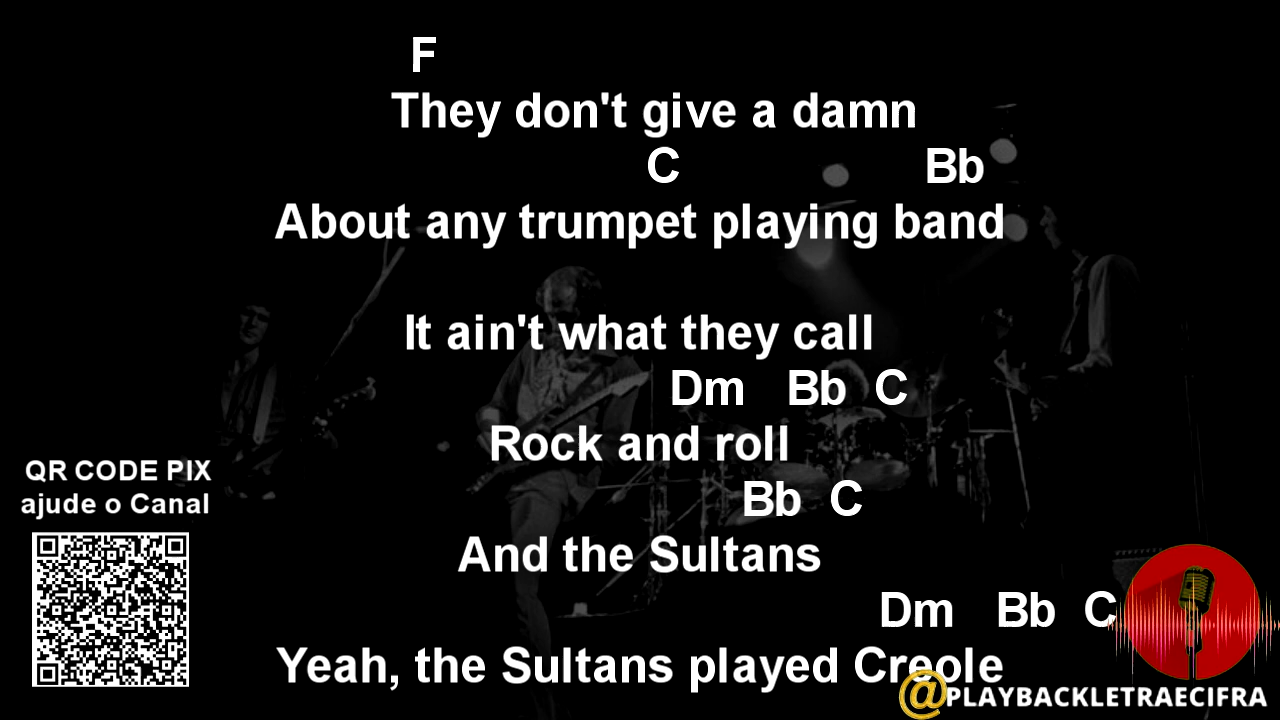 F
They don't give a damn
C Bb
About any trumpet playing band
It ain't what they call
Dm Bb C
Rock and roll
Bb C
And the Sultans
Dm Bb C
Yeah, the Sultans played Creole
QR CODE PIX
ajude o Canal
@PLAYBACKLETRAECIFRA